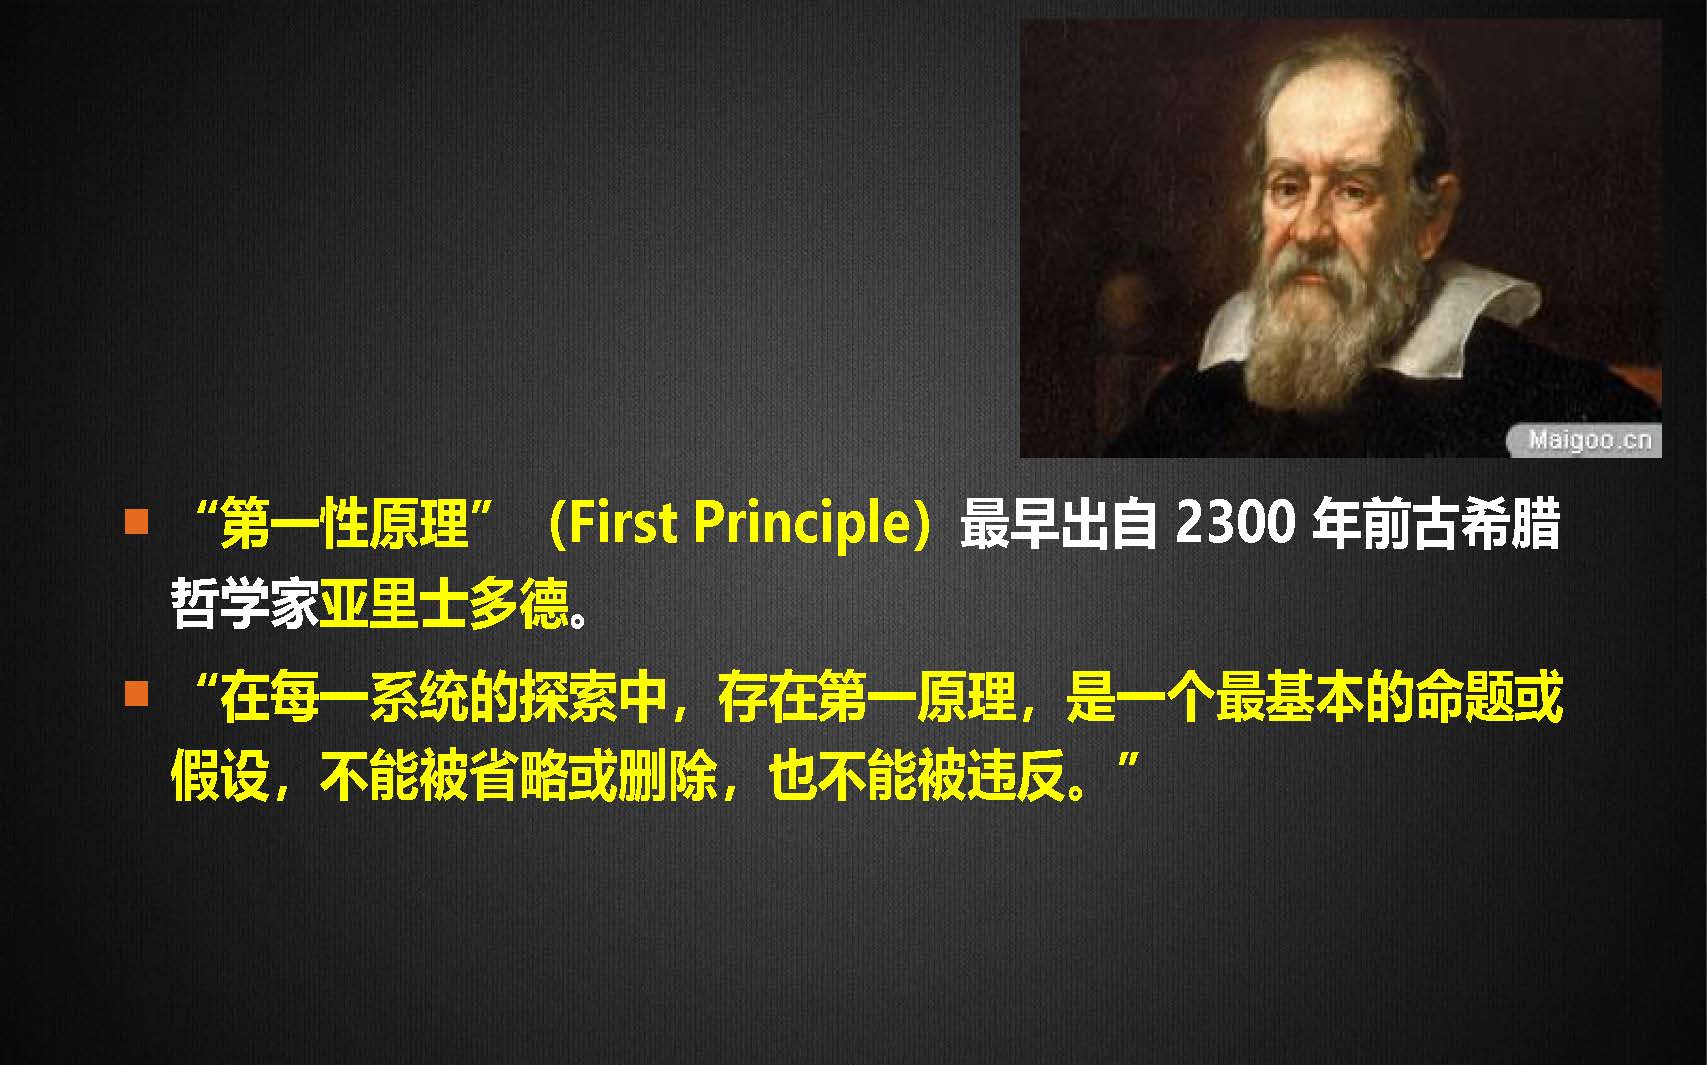 Maigoo.cn
“第一性原理”（First Principle）最早出自 2300 年前古希腊
哲学家亚里士多德。
“在每一系统的探索中，存在第一原理，是一个最基本的命题或
假设，不能被省略或删除，也不能被违反。”